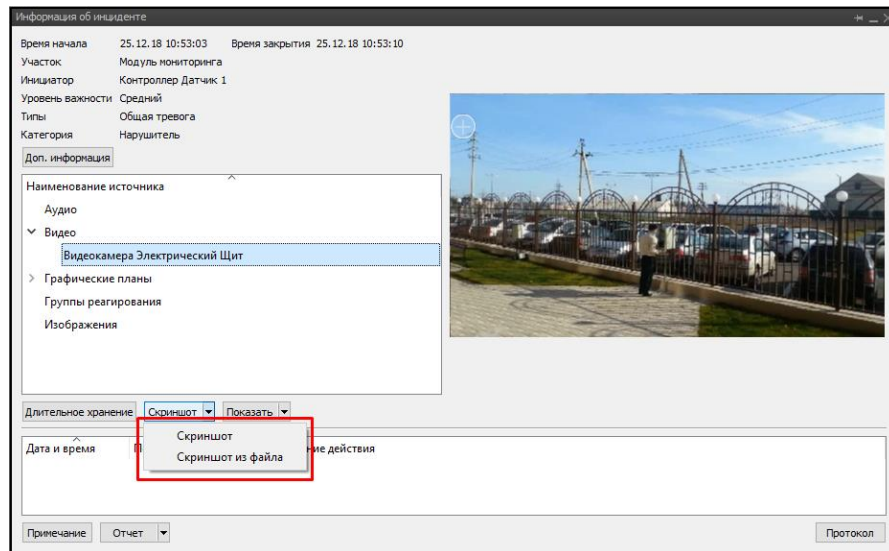 Информация об инциденте
Время начала 25.12.18 10:53:03 Время закрытия 25.12.18 10:53:10
Участок Модуль мониторинга
Инициатор Контроллер Датчик 1
Уровень важности Средний
Типы Общая тревога
Категория Нарушитель
Доп. информация
Наименование источника
Аудио
Видео
Видеокамера Электрический Щит
Графические планы
Группы реагирования
Изображения
Длительное хранение Скриншот Показать
Скриншот
Скриншот из файла
Дата и время действия
Примечание Отчет Протокол